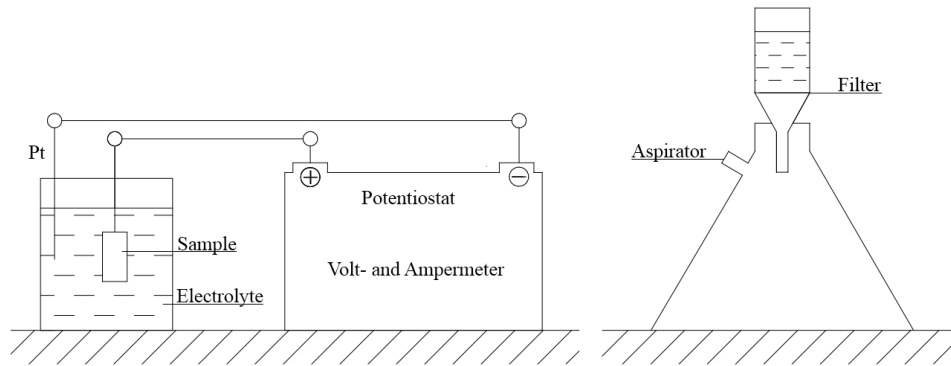 Pt
Sample
Electrolyte
+
−
Potentiostat
Volt- and Ampermeter
Filter
Aspirator